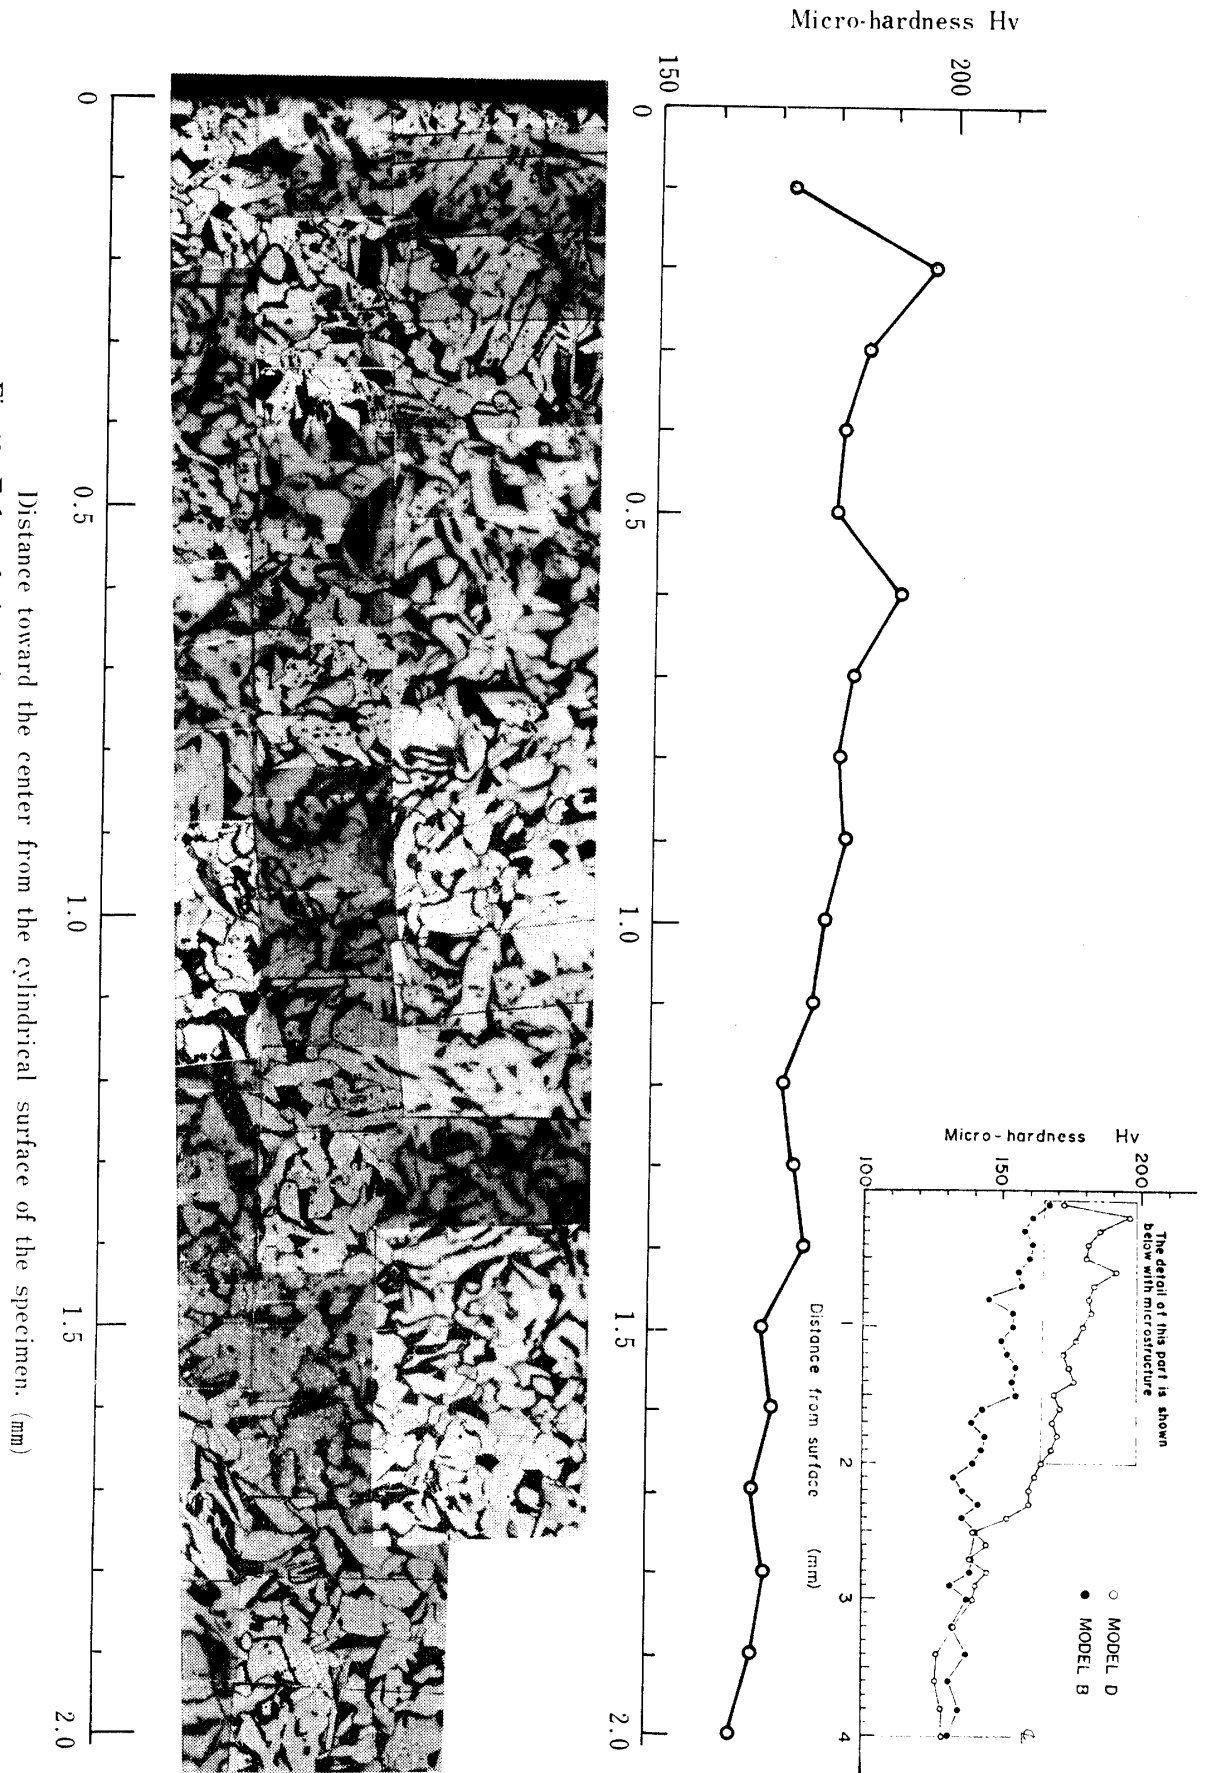 Micro-hardness Hv
150
200
0
0.5
1.0
1.5
2.0
Micro-hardness Hv
100
150
200
The detail of this part is shown
below with microstructure
1
2
3
4
Distance from surface (mm)
○ MODEL D
● MODEL B
0
0.5
1.0
1.5
2.0
Distance toward the center from the cylindrical surface of the specimen. (mm)